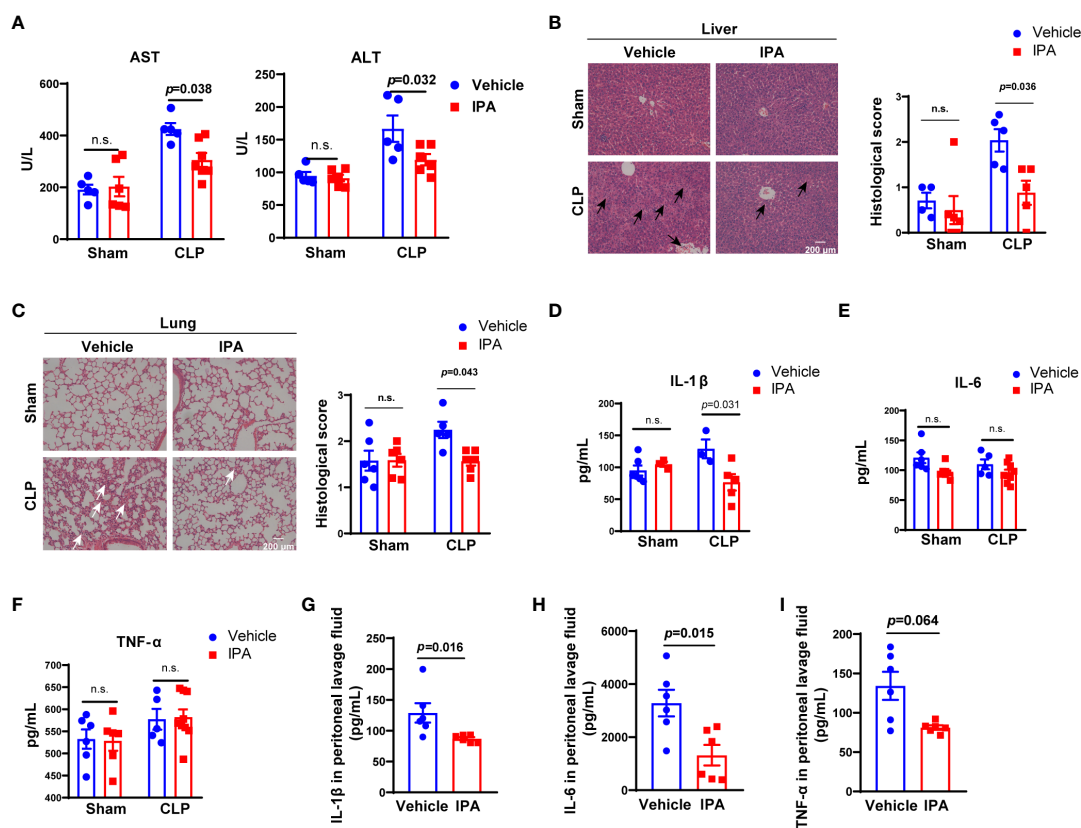 A
AST
ALT
Vehicle
IPA
U/L
600
400
200
0
n.s.
p=0.038
Sham
CLP
U/L
250
200
150
100
50
0
n.s.
p=0.032
Sham
CLP
B
Liver
Vehicle
IPA
Sham
CLP
200 μm
Vehicle
IPA
Histological score
3
2
1
0
n.s.
p=0.036
Sham
CLP
C
Lung
Vehicle
IPA
Sham
CLP
200 μm
Vehicle
IPA
Histological score
3
2
1
0
n.s.
p=0.043
Sham
CLP
D
Vehicle
IPA
IL-1β
pg/mL
200
150
100
50
0
n.s.
p=0.031
Sham
CLP
E
Vehicle
IPA
IL-6
pg/mL
200
150
100
50
0
n.s.
n.s.
Sham
CLP
F
TNF-α
Vehicle
IPA
pg/mL
700
650
600
550
500
450
400
n.s.
n.s.
Sham
CLP
G
IL-1β in peritoneal lavage fluid
(pg/mL)
250
200
150
100
50
0
p=0.016
Vehicle
IPA
H
IL-6 in peritoneal lavage fluid
(pg/mL)
6000
4000
2000
0
p=0.015
Vehicle
IPA
I
TNF-α in peritoneal lavage fluid
(pg/mL)
200
150
100
50
0
p=0.064
Vehicle
IPA